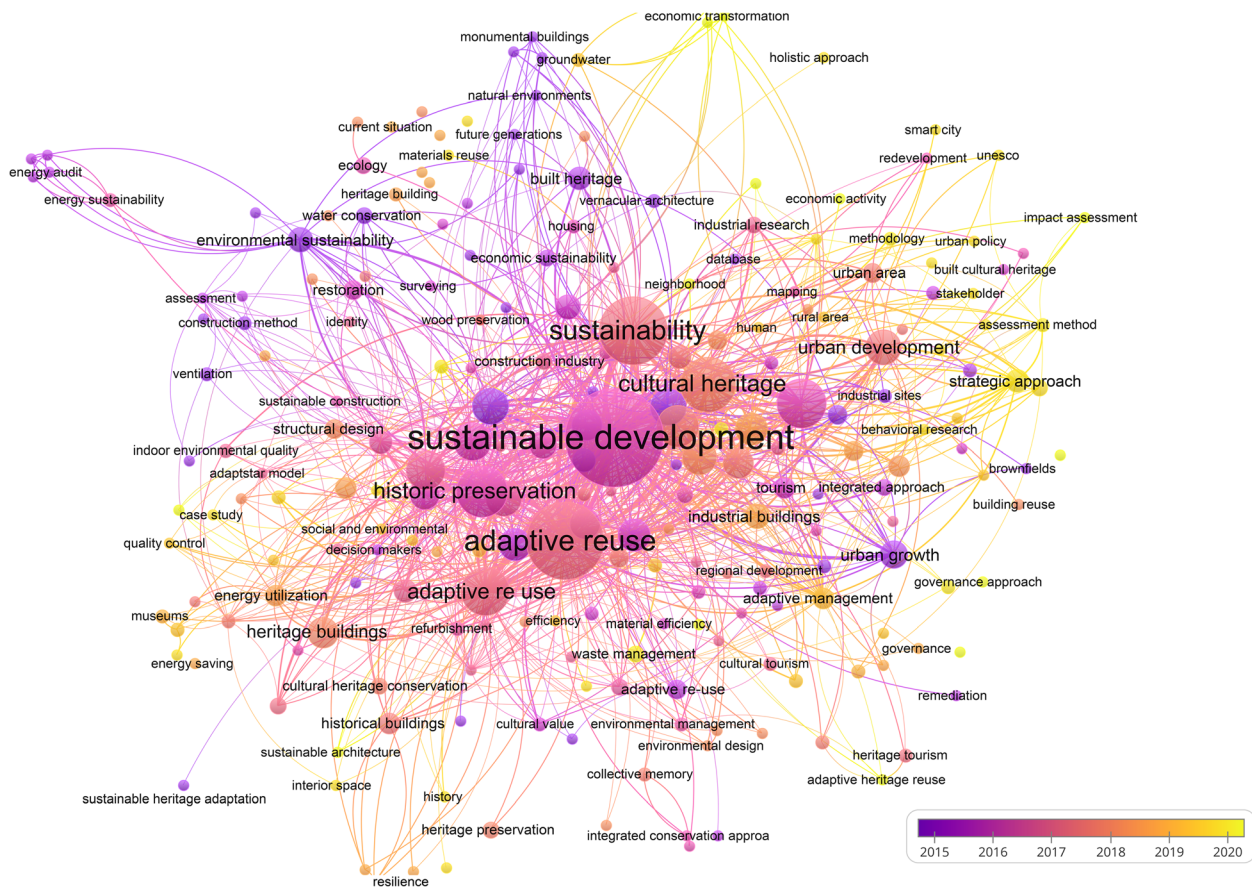 economic transformation
monumental buildings
groundwater
holistic approach
natural environments
current situation
future generations
smart city
materials reuse
redevelopment
unesco
energy audit
ecology
built heritage
energy sustainability
heritage building
vernacular architecture
economic activity
water conservation
housing
industrial research
impact assessment
environmental sustainability
methodology
urban policy
economic sustainability
database
urban area
built cultural heritage
restoration
surveying
neighborhood
mapping
stakeholder
assessment
construction method
identity
wood preservation
sustainability
human
rural area
assessment method
construction industry
urban development
ventilation
cultural heritage
strategic approach
sustainable construction
industrial sites
structural design
sustainable development
behavioral research
indoor environmental quality
adaptstar model
brownfields
historic preservation
tourism
integrated approach
building reuse
case study
social and environmental
industrial buildings
quality control
decision makers
adaptive reuse
urban growth
regional development
governance approach
energy utilization
adaptive re use
adaptive management
museums
heritage buildings
refurbishment
efficiency
material efficiency
energy saving
waste management
cultural tourism
governance
cultural heritage conservation
adaptive re-use
remediation
historical buildings
cultural value
environmental management
sustainable architecture
environmental design
heritage tourism
collective memory
adaptive heritage reuse
sustainable heritage adaptation
interior space
history
heritage preservation
integrated conservation approa
resilience
2015 2016 2017 2018 2019 2020